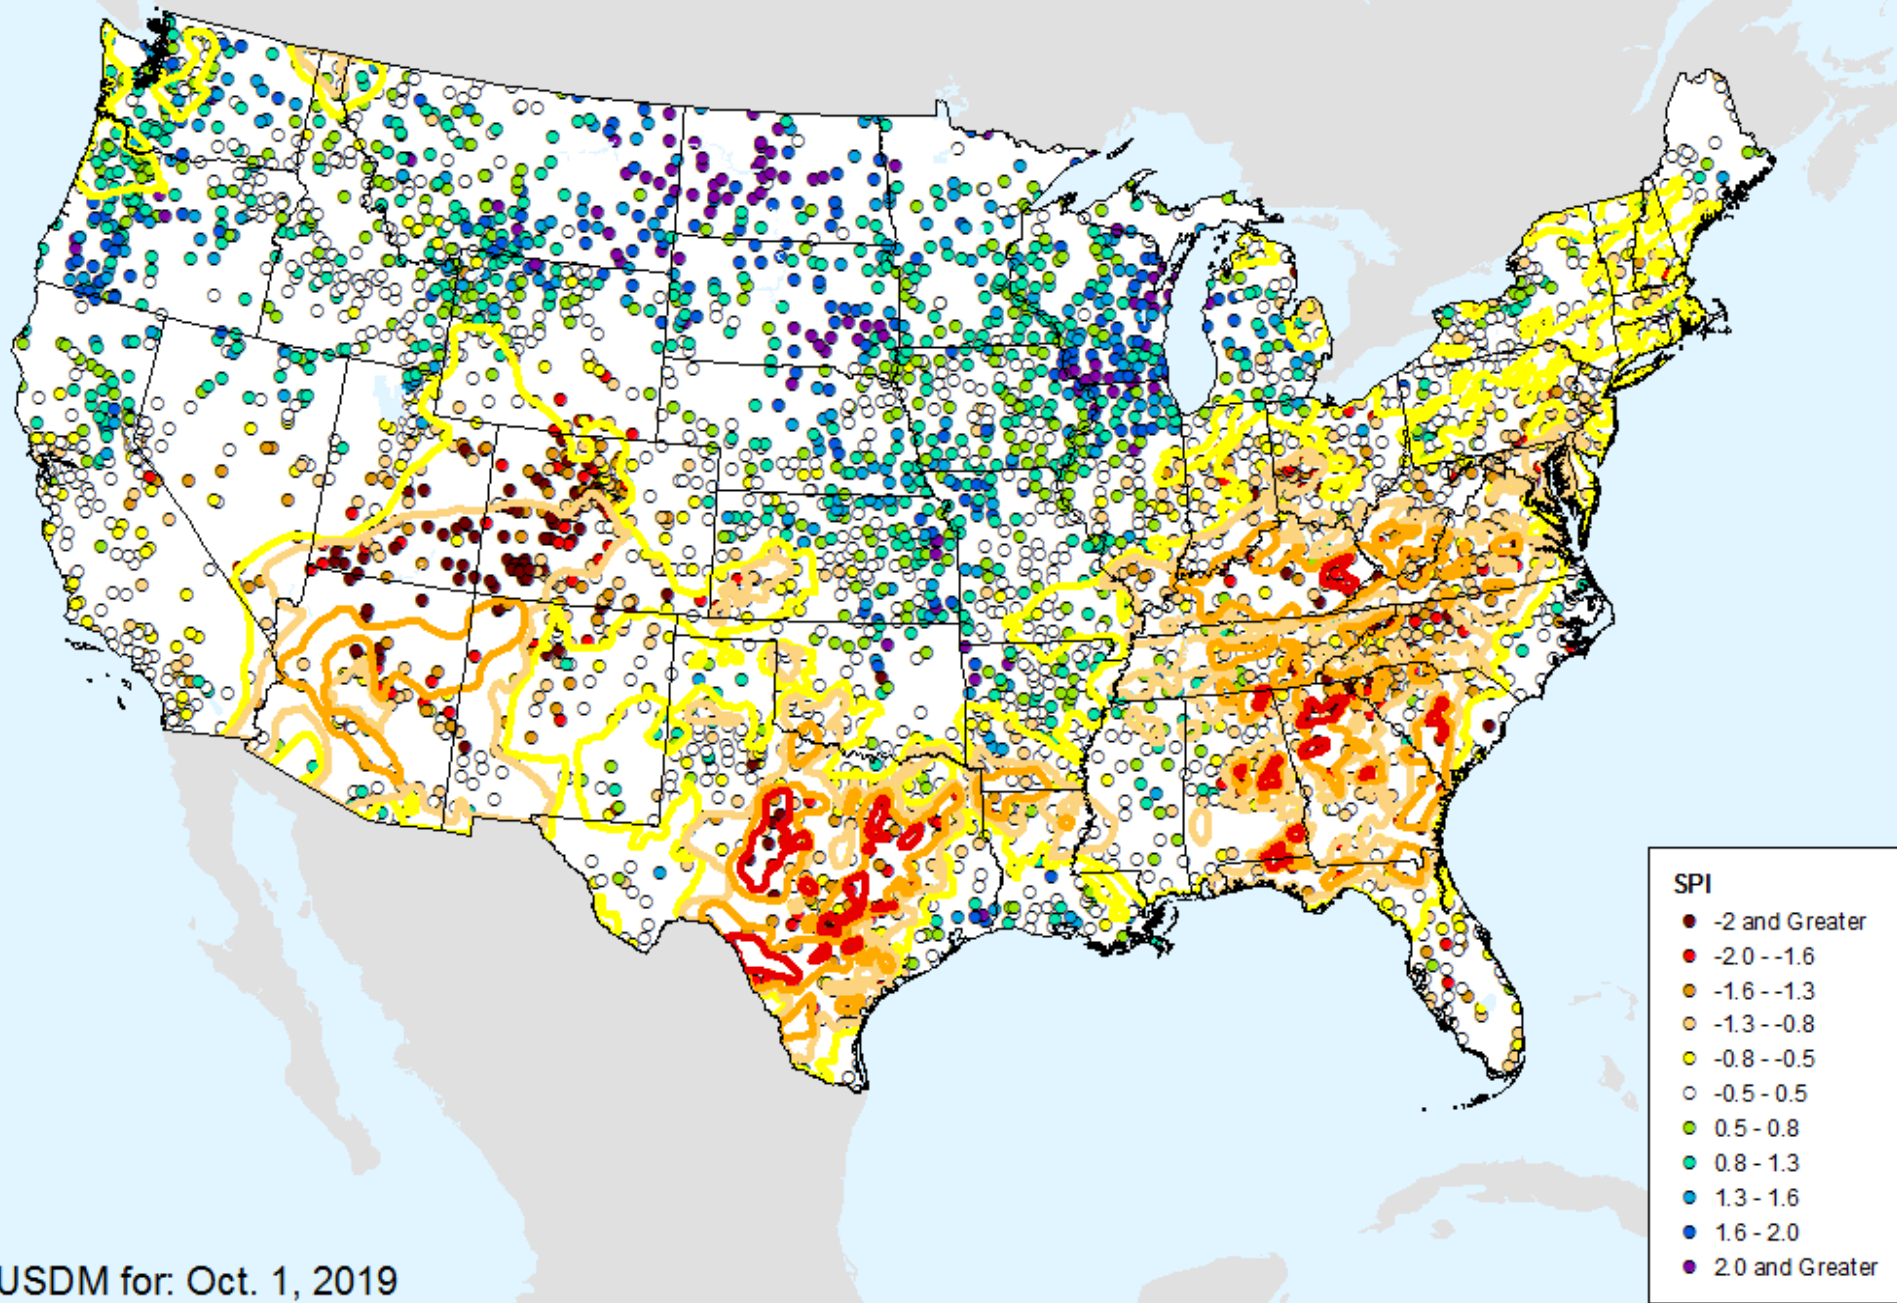 SPI
-2 and Greater
-2.0 - -1.6
-1.6 - -1.3
-1.3 - -0.8
-0.8 - -0.5
-0.5 - 0.5
0.5 - 0.8
0.8 - 1.3
1.3 - 1.6
1.6 - 2.0
2.0 and Greater
USDM for: Oct. 1, 2019